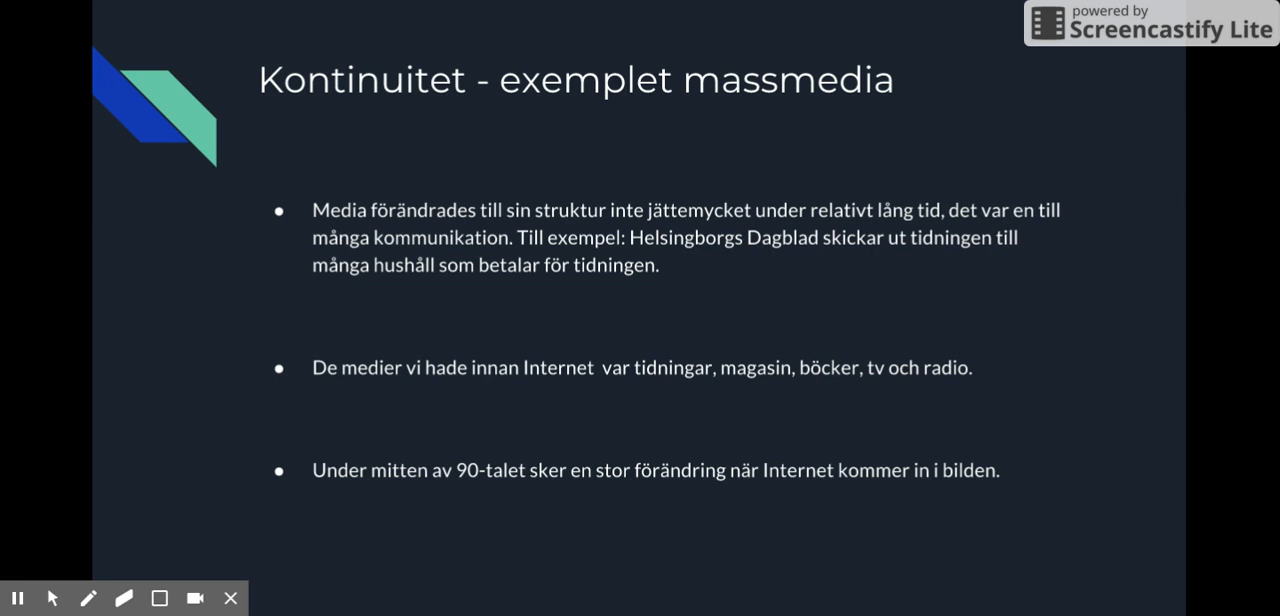 powered by
Screencastify Lite
Kontinuitet - exemplet massmedia
● Media förändrades till sin struktur inte jättemycket under relativt lång tid, det var en till
många kommunikation. Till exempel: Helsingborgs Dagblad skickar ut tidningen till
många hushåll som betalar för tidningen.
● De medier vi hade innan Internet  var tidningar, magasin, böcker, tv och radio.
● Under mitten av 90-talet sker en stor förändring när Internet kommer in i bilden.